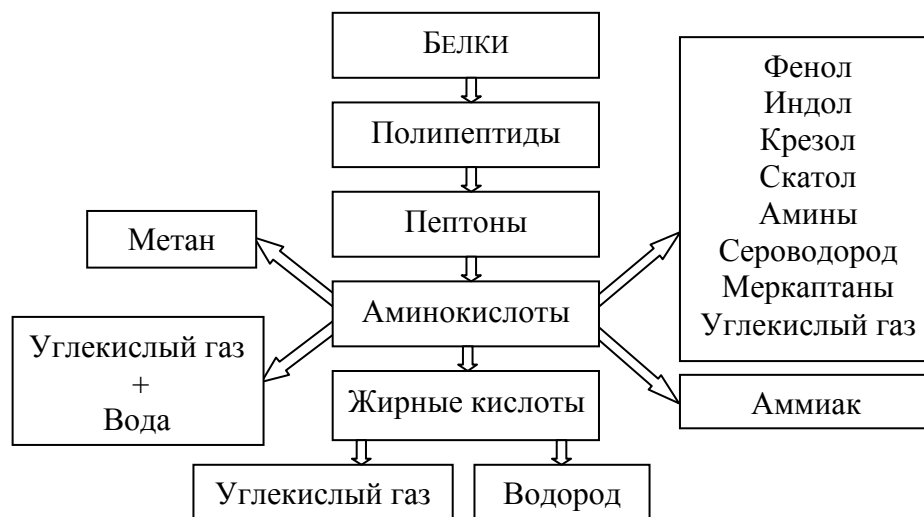 БЕЛКИ
Полипептиды
Пептоны
Метан
Аминокислоты
Углекислый газ
+
Вода
Жирные кислоты
Углекислый газ
Водород
Фенол
Индол
Крезол
Скатол
Амины
Сероводород
Меркаптаны
Углекислый газ
Аммиак